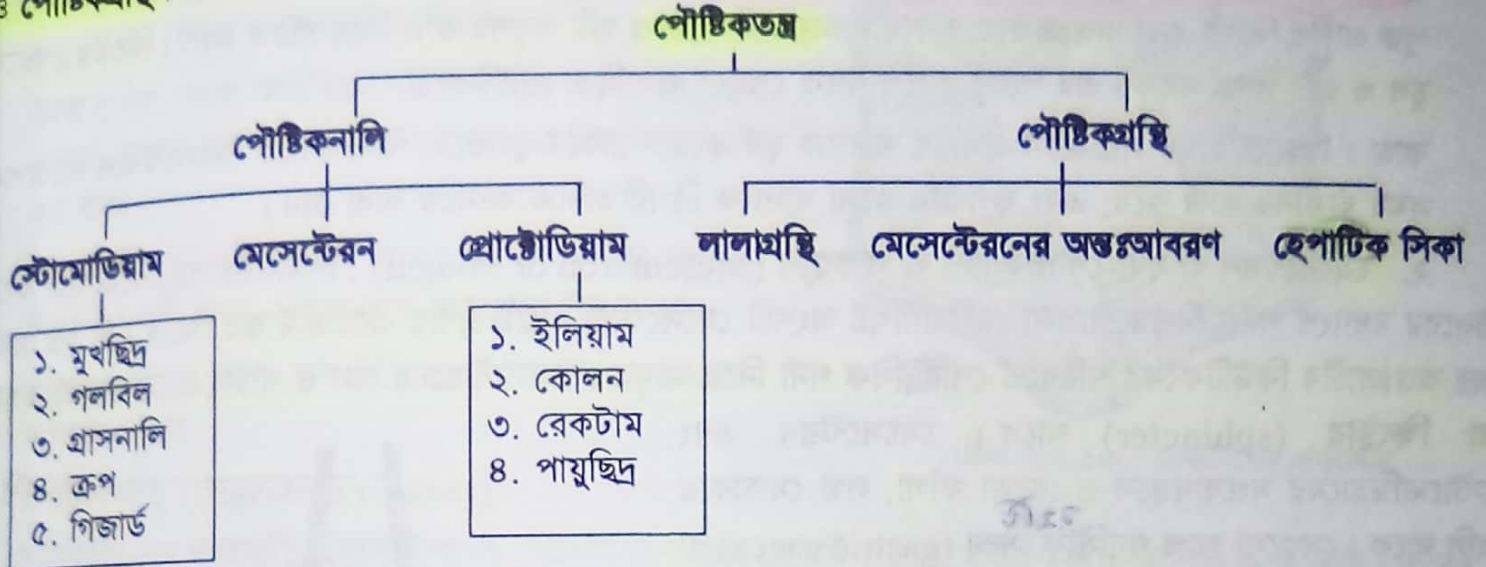 পৌষ্টিকতন্ত্র
পৌষ্টিকনালি পৌষ্টিকগ্রন্থি
স্টোমোডিয়াম মেসেন্টেরন প্রোক্টোডিয়াম লালাগ্রন্থি মেসেন্টেরনের অন্তঃআবরণ হেপাটিক সিকা
১. মুখছিদ্র
২. গলবিল
৩. গ্রাসনালি
৪. ক্রপ
৫. গিজার্ড
১. ইলিয়াম
২. কোলন
৩. রেকটাম
৪. পায়ুছিদ্র
(sphincter)